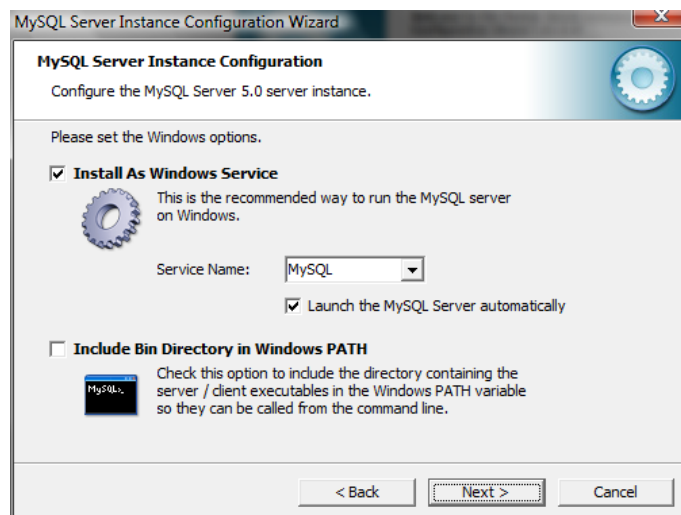 MySQL Server Instance Configuration Wizard
MySQL Server Instance Configuration
Configure the MySQL Server 5.0 server instance.
Please set the Windows options.
Install As Windows Service
This is the recommended way to run the MySQL server
on Windows.
Service Name:
MySQL
Launch the MySQL Server automatically
Include Bin Directory in Windows PATH
MySQL>_
Check this option to include the directory containing the
server / client executables in the Windows PATH variable
so they can be called from the command line.
< Back
Next >
Cancel